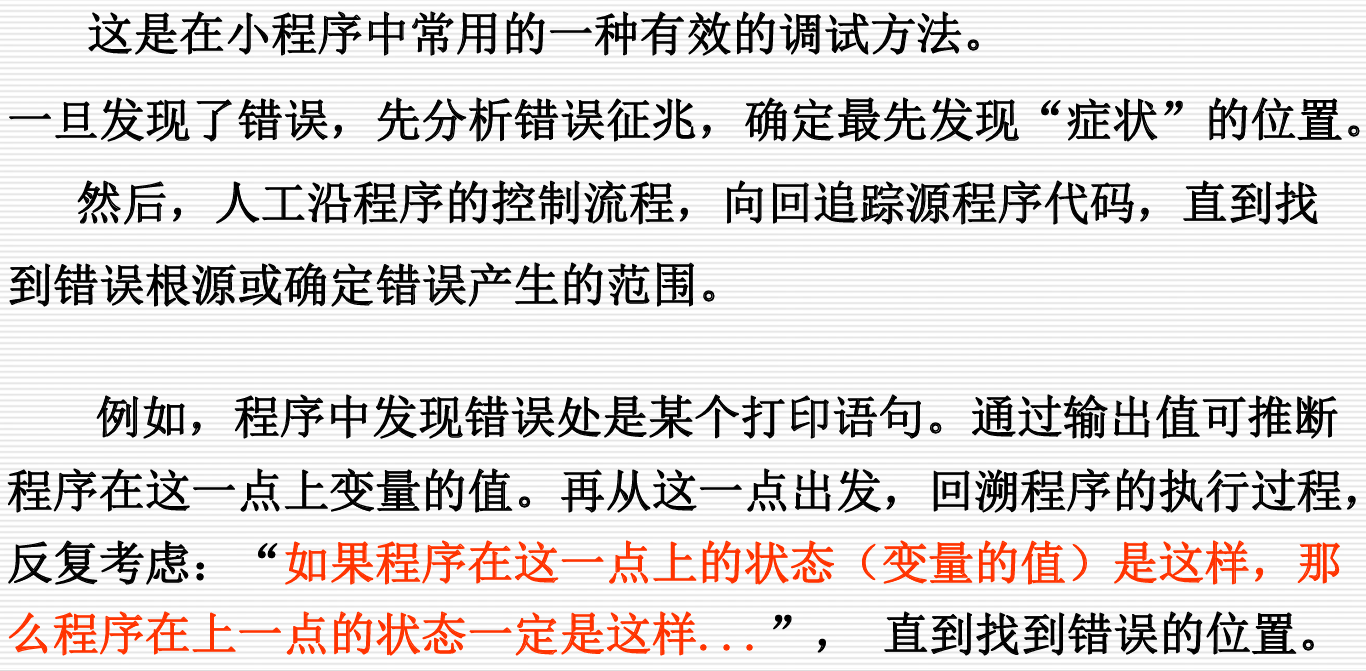 这是在小程序中常用的一种有效的调试方法。
一旦发现了错误，先分析错误征兆，确定最先发现“症状”的位置。
然后，人工沿程序的控制流程，向回追踪源程序代码，直到找
到错误根源或确定错误产生的范围。
例如，程序中发现错误处是某个打印语句。通过输出值可推断
程序在这一点上变量的值。再从这一点出发，回溯程序的执行过程，
反复考虑：“如果程序在这一点上的状态（变量的值）是这样，那
么程序在上一点的状态一定是这样...”， 直到找到错误的位置。